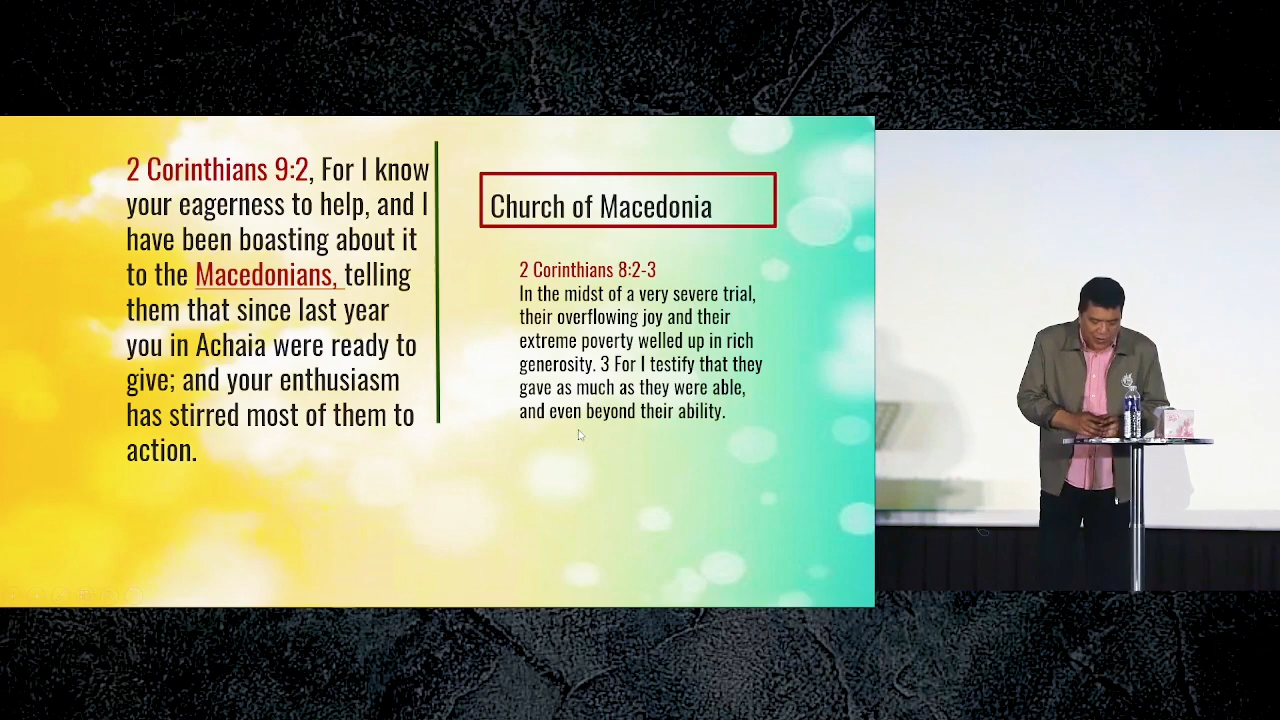 2 Corinthians 9:2, For I know
your eagerness to help, and I
have been boasting about it
to the Macedonians, telling
them that since last year
you in Achaia were ready to
give; and your enthusiasm
has stirred most of them to
action.
Church of Macedonia
2 Corinthians 8:2-3
In the midst of a very severe trial,
their overflowing joy and their
extreme poverty welled up in rich
generosity. 3 For I testify that they
gave as much as they were able,
and even beyond their ability.